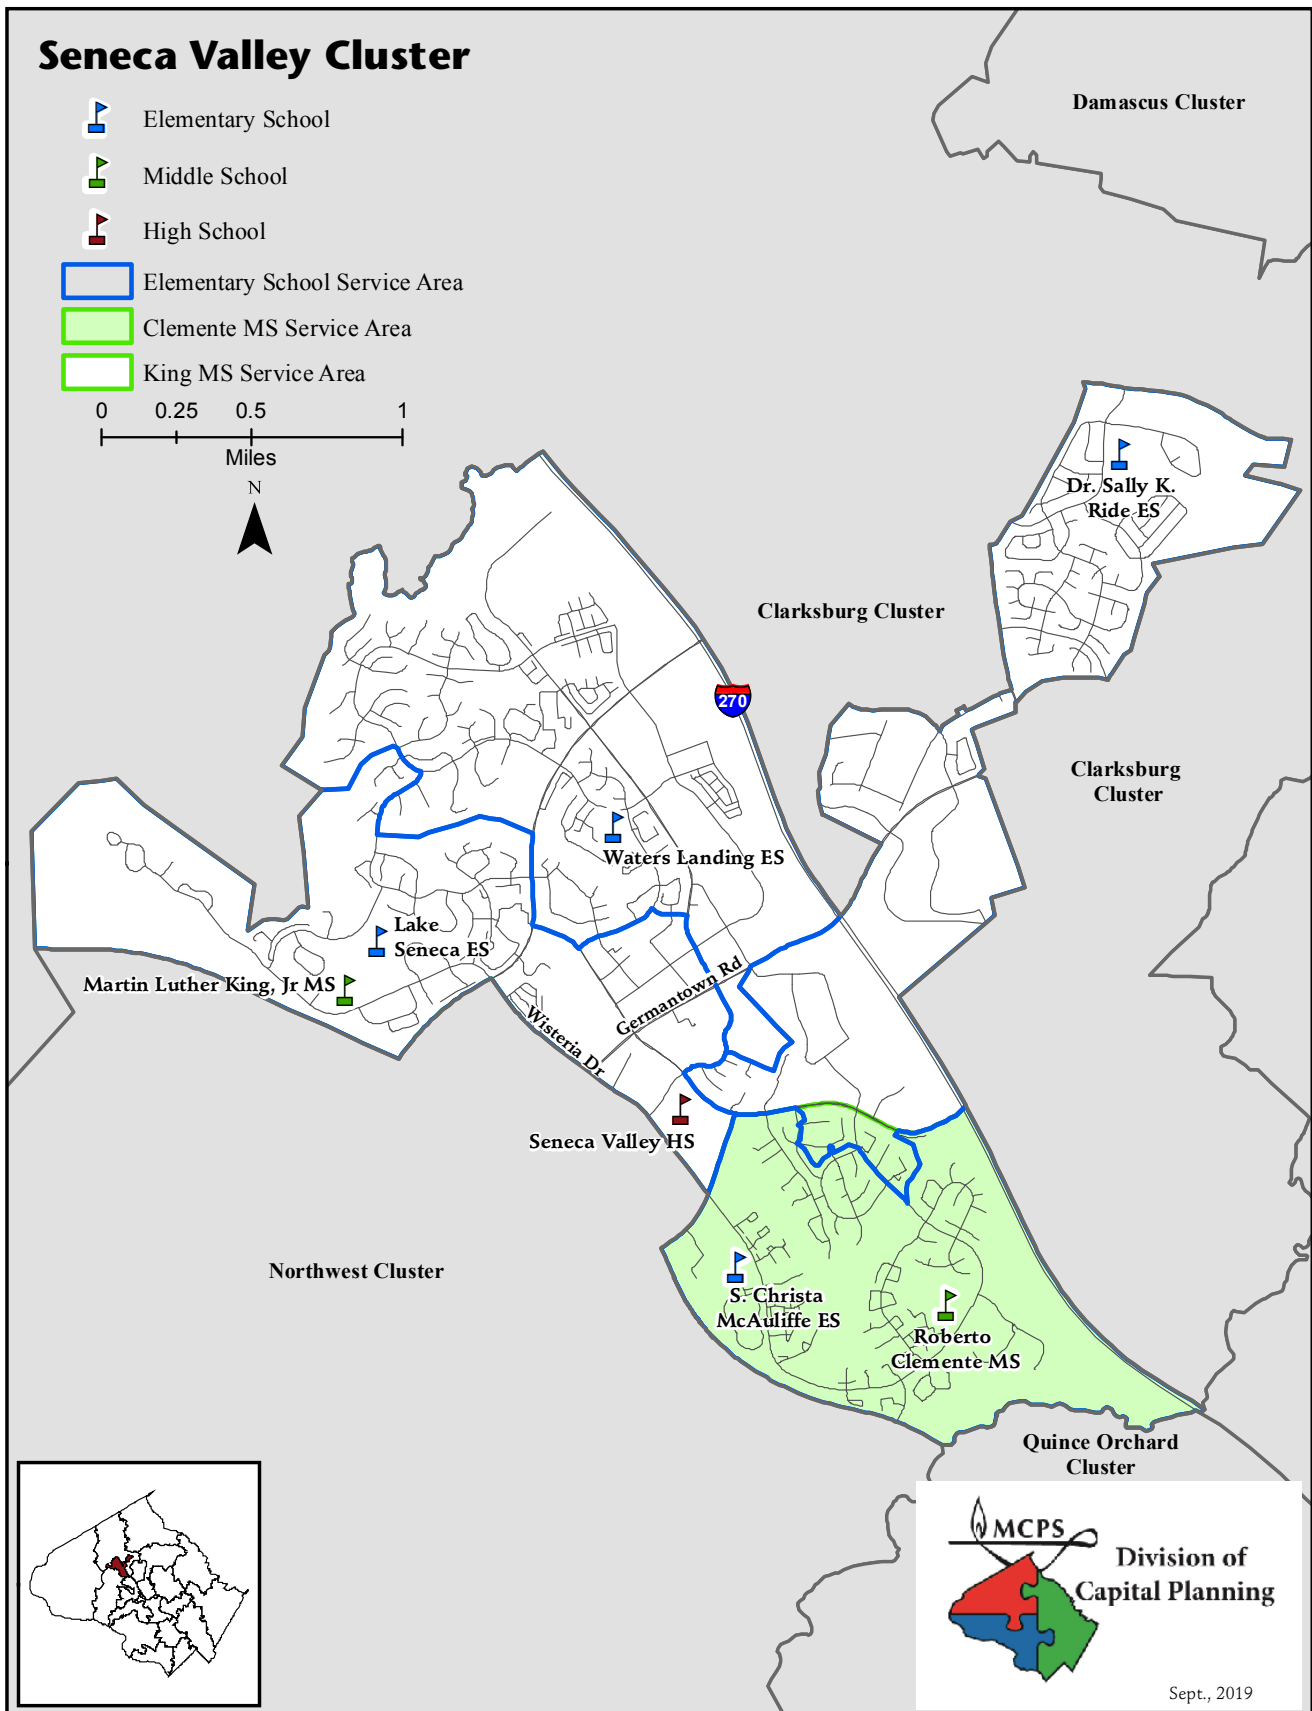 Seneca Valley Cluster
Elementary School
Middle School
High School
Elementary School Service Area
Clemente MS Service Area
King MS Service Area
0 0.25 0.5 1
Miles
N
Damascus Cluster
Dr. Sally K.
Ride ES
Clarksburg Cluster
270
Clarksburg
Cluster
Waters Landing ES
Lake
Seneca ES
Martin Luther King, Jr MS
Germantown Rd
Wisteria Dr
Seneca Valley HS
Northwest Cluster
S. Christa
McAuliffe ES
Roberto
Clemente MS
Quince Orchard
Cluster
MCPS
Division of
Capital Planning
Sept., 2019